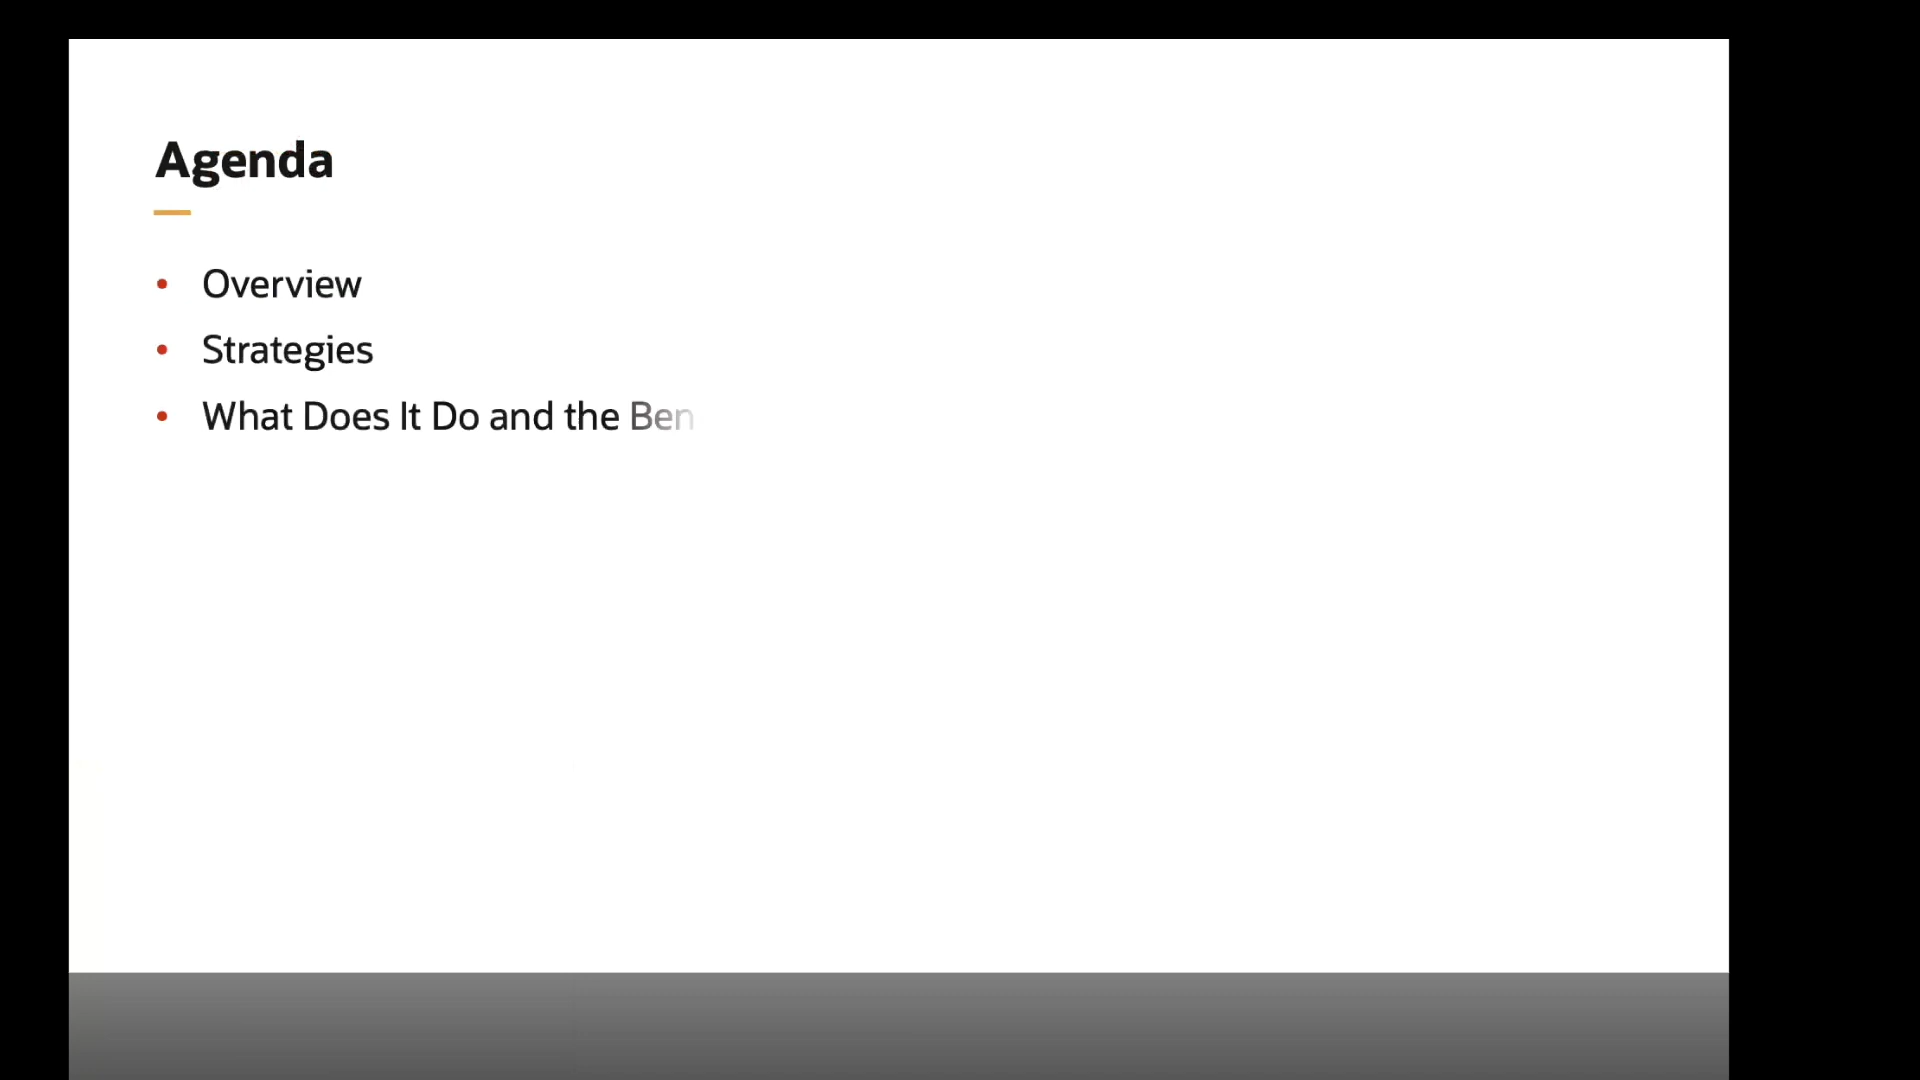 Agenda
• Overview
• Strategies
• What Does It Do and the Ben